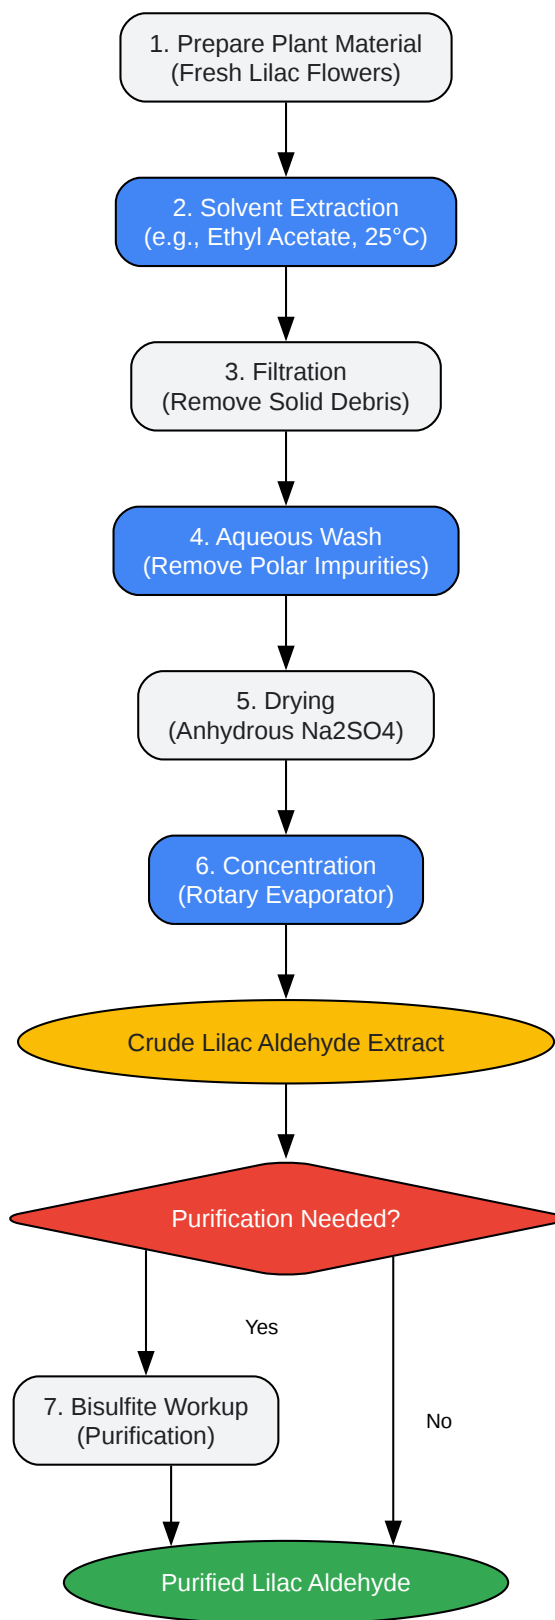 1. Prepare Plant Material
(Fresh Lilac Flowers)
2. Solvent Extraction
(e.g., Ethyl Acetate, 25°C)
3. Filtration
(Remove Solid Debris)
4. Aqueous Wash
(Remove Polar Impurities)
5. Drying
(Anhydrous Na2SO4)
6. Concentration
(Rotary Evaporator)
Crude Lilac Aldehyde Extract
Purification Needed?
Yes
7. Bisulfite Workup
(Purification)
No
Purified Lilac Aldehyde